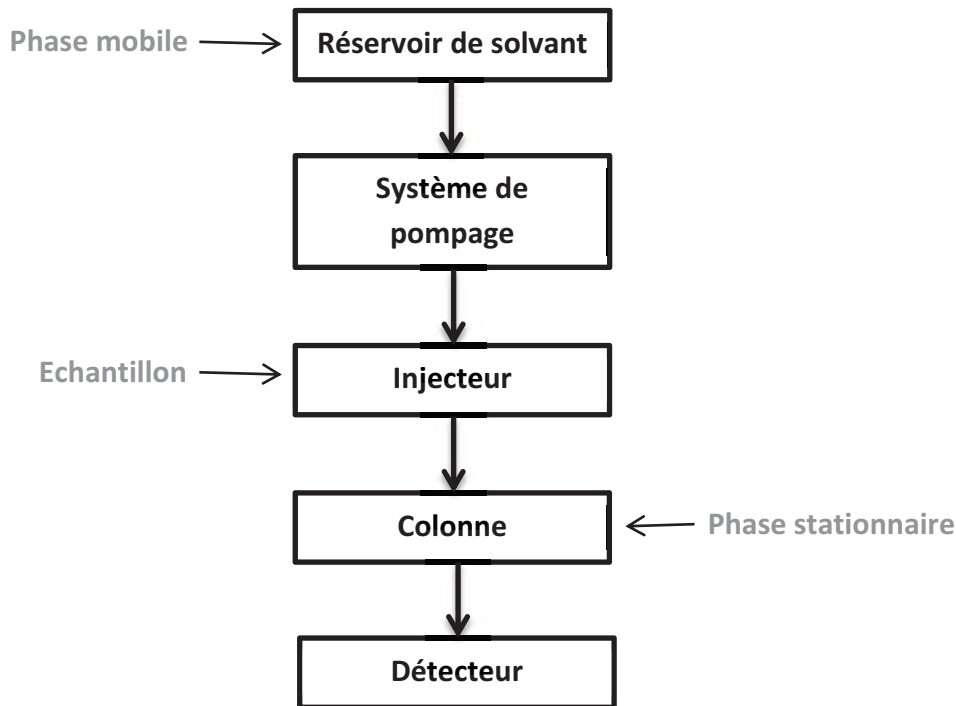 Phase mobile
Réservoir de solvant
Système de
pompage
Echantillon
Injecteur
Colonne
Phase stationnaire
Détecteur